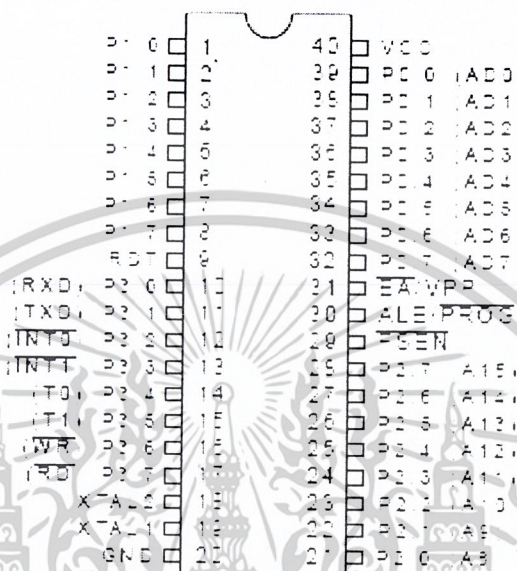 P1.0 1 40 VCC
P1.1 2 39 P0.0 (AD0
P1.2 3 38 P0.1 (AD1
P1.3 4 37 P0.2 (AD2
P1.4 5 36 P0.3 (AD3
P1.5 6 35 P0.4 (AD4
P1.6 7 34 P0.5 (AD5
P1.7 8 33 P0.6 (AD6
RST 9 32 P0.7 (AD7
(RXD) P3.0 10 31 EA/VPP
(TXD) P3.1 11 30 ALE/PROG
(INT0) P3.2 12 29 PSEN
(INT1) P3.3 13 28 P2.7 (A15)
(T0) P3.4 14 27 P2.6 (A14)
(T1) P3.5 15 26 P2.5 (A13)
(WR) P3.6 16 25 P2.4 (A12)
(RD) P3.7 17 24 P2.3 (A11)
XTAL2 18 23 P2.2 (A10
XTAL1 19 22 P2.1 (A9
GND 20 21 P2.0 (A8